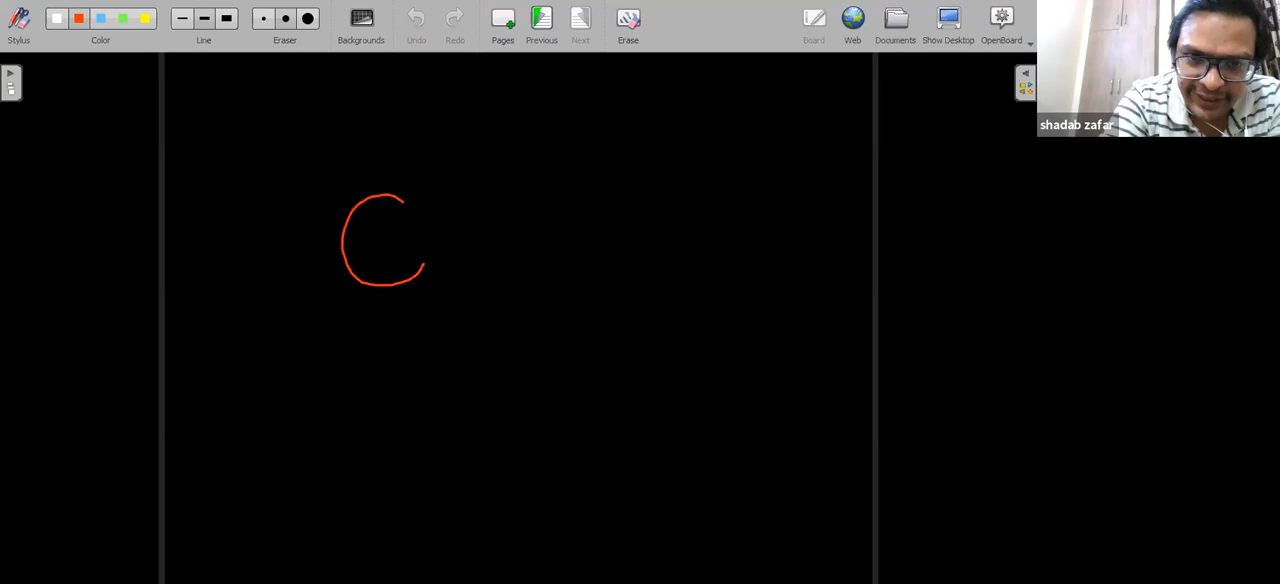 Stylus Color Line Eraser Backgrounds Undo Redo Pages Previous Next Erase Board Web Documents Show Desktop OpenBoard
shadab zafar
C